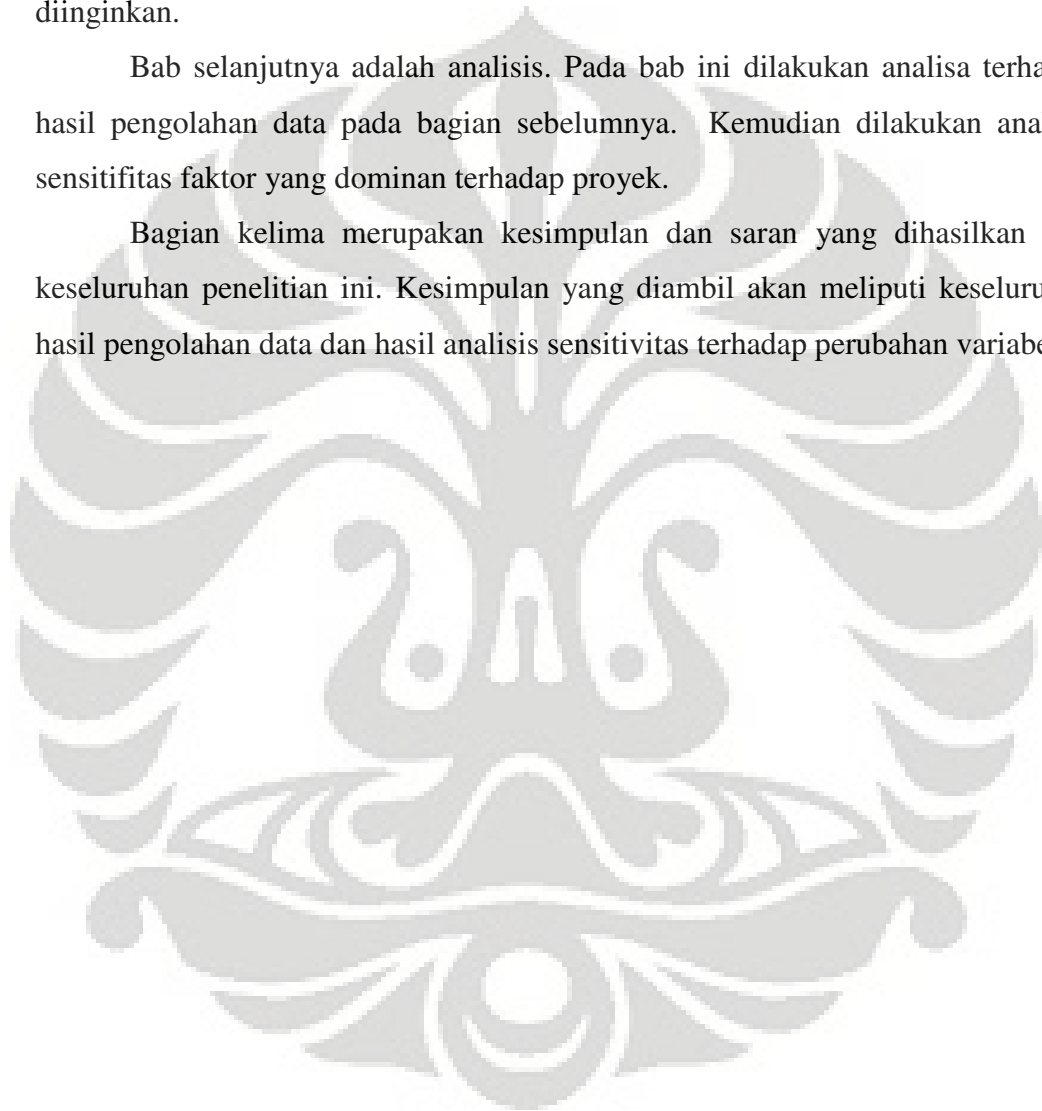 diinginkan.
Bab selanjutnya adalah analisis. Pada bab ini dilakukan analisa terha
hasil pengolahan data pada bagian sebelumnya. Kemudian dilakukan ana
sensitifitas faktor yang dominan terhadap proyek.
Bagian kelima merupakan kesimpulan dan saran yang dihasilkan
keseluruhan penelitian ini. Kesimpulan yang diambil akan meliputi keseluru
hasil pengolahan data dan hasil analisis sensitivitas terhadap perubahan variabe